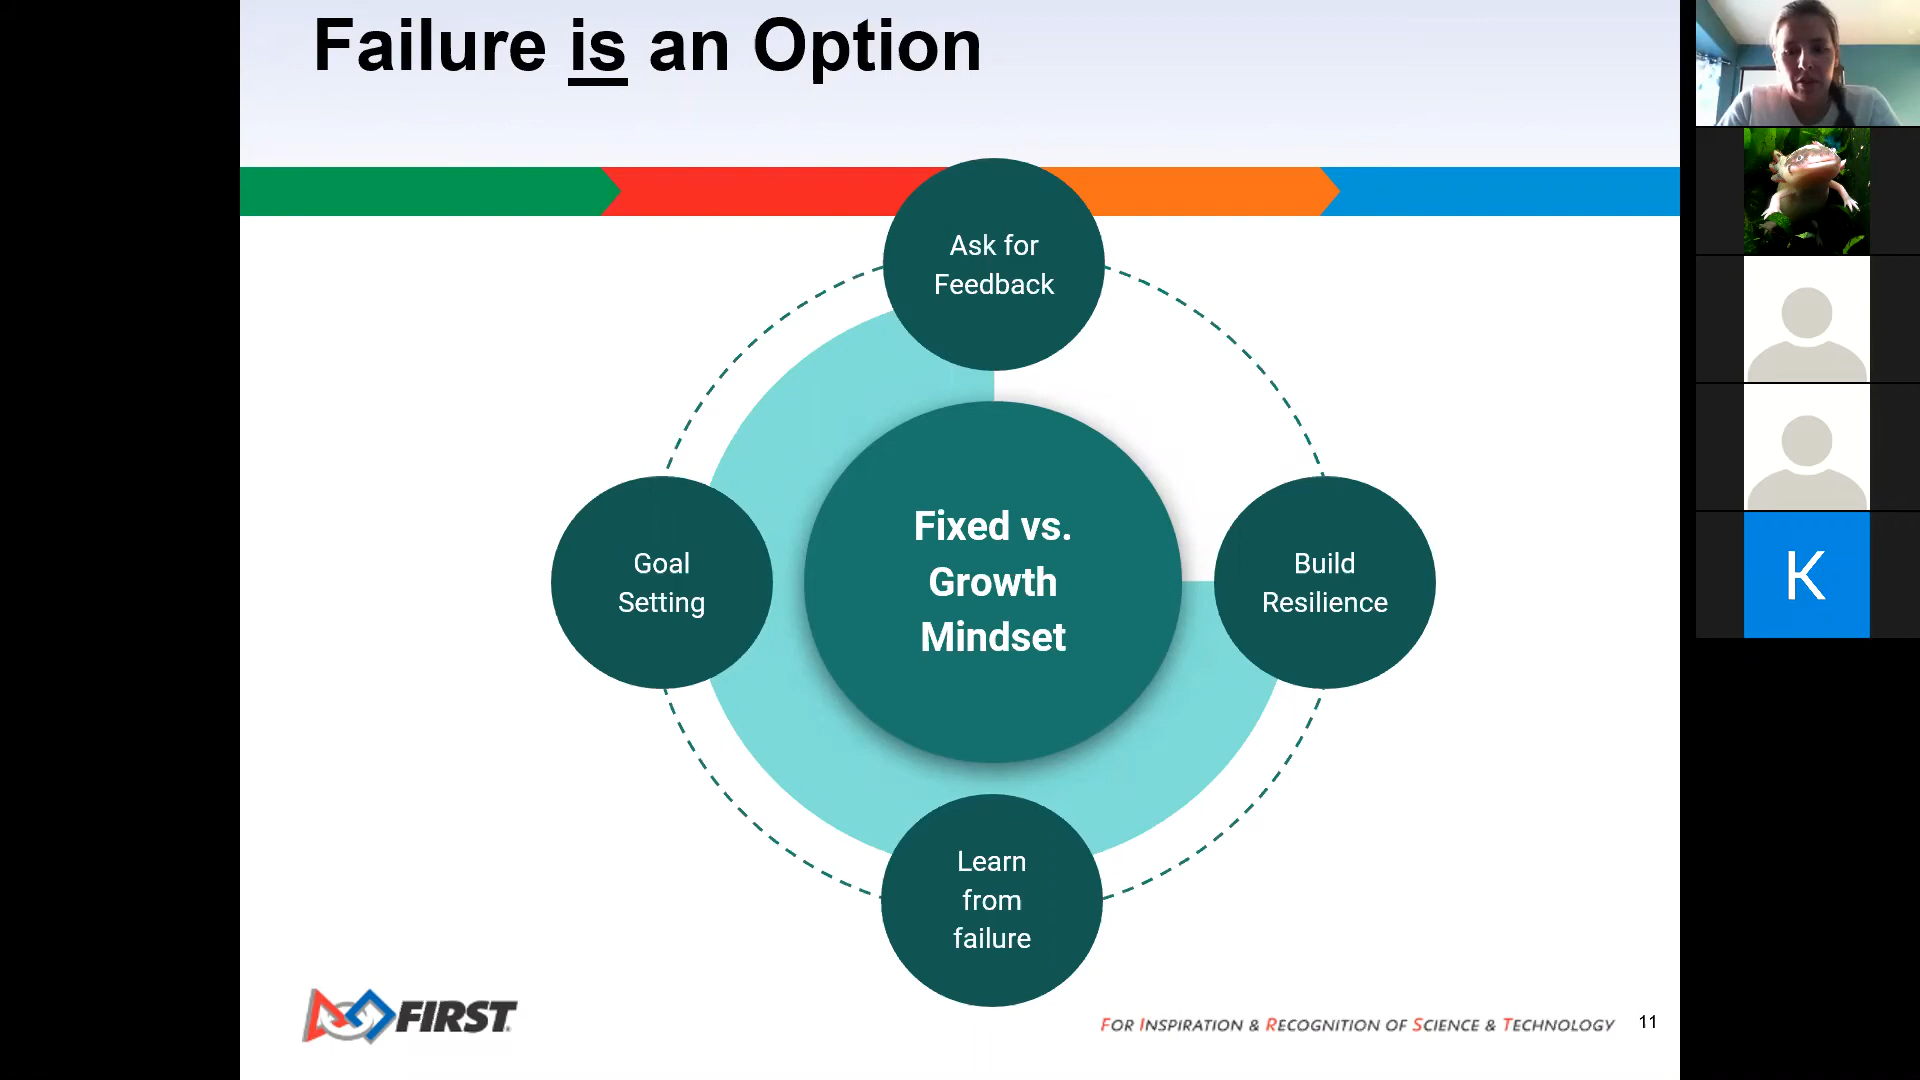 Failure is an Option
Ask for
Feedback
Goal
Setting
Fixed vs.
Growth
Mindset
Build
Resilience
Learn
from
failure
FIRST
FOR INSPIRATION & RECOGNITION OF SCIENCE & TECHNOLOGY
11
K